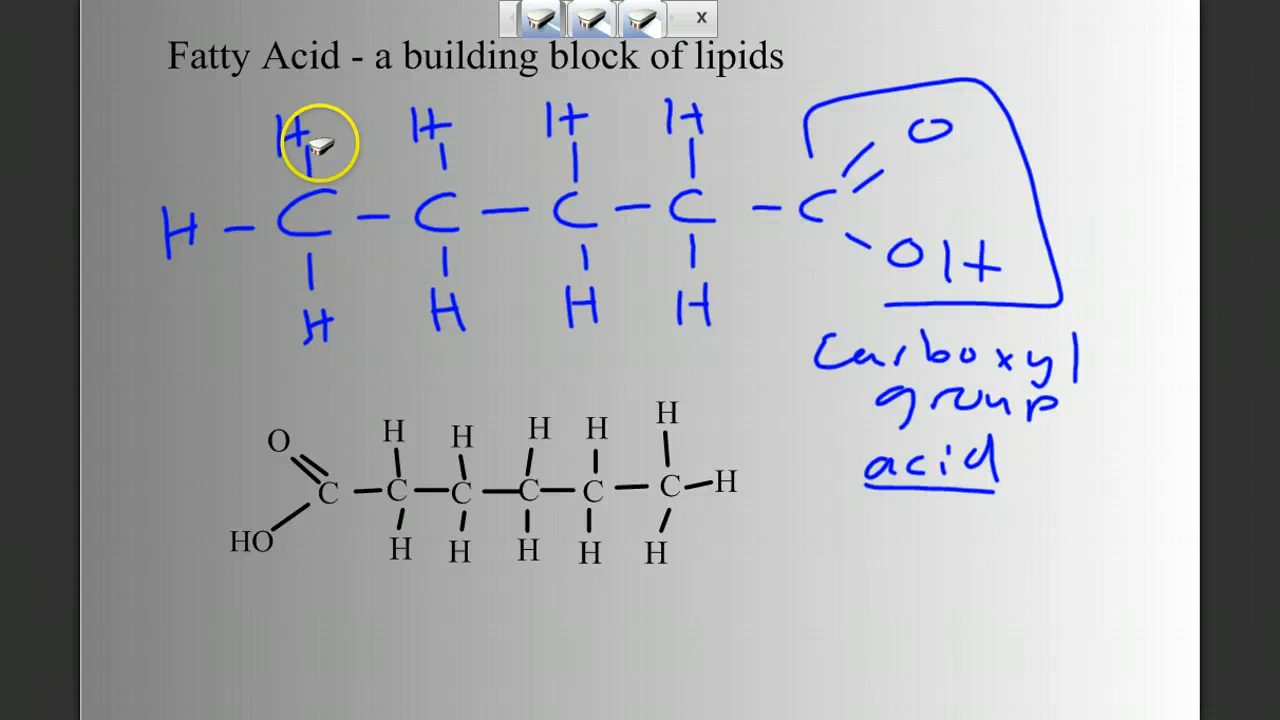 x
Fatty Acid - a building block of lipids
H H H H O
H - C - C - C - C - C
H H H H OH
carboxyl
group
acid
H
O H H H H
C C C C C C H
HO H H H H H